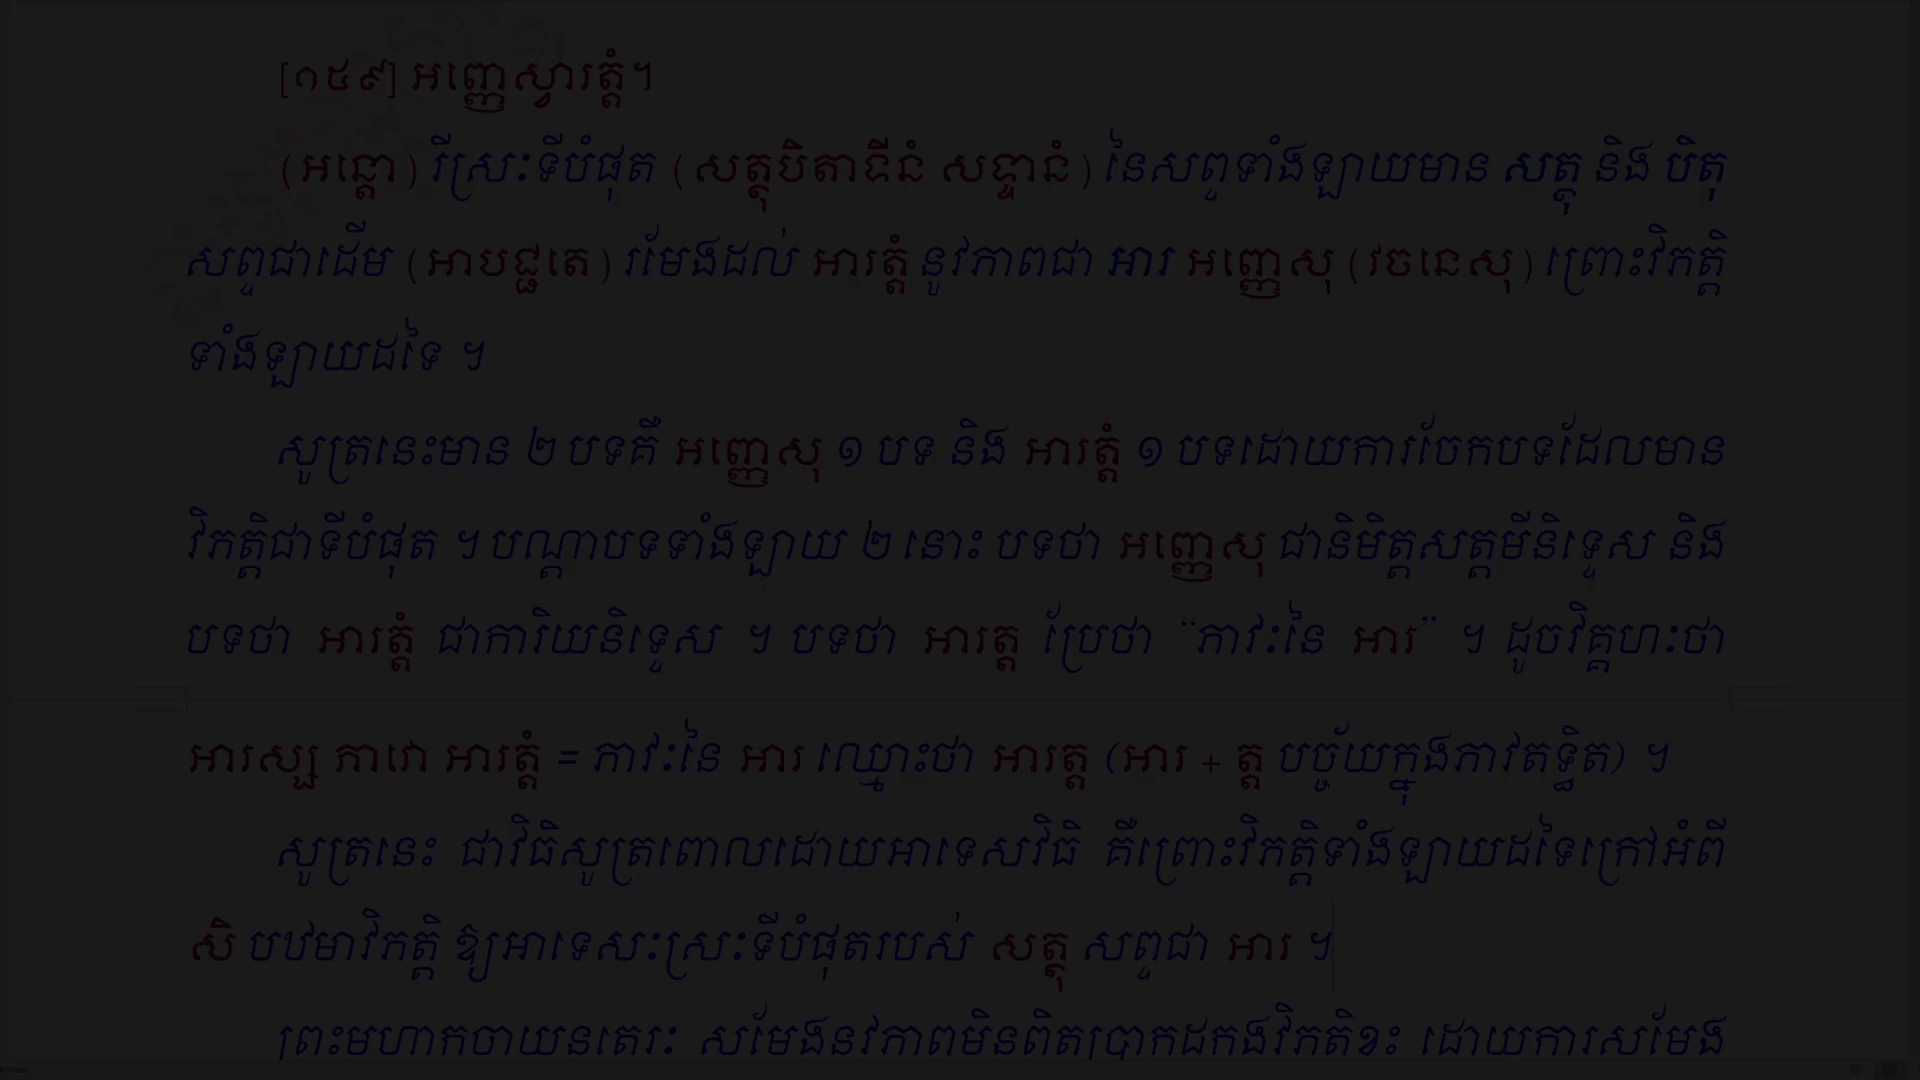 [១៥៩] អញ្ញេស្វារត្តំ។
(អន្តោ) រីស្រៈទីបំផុត (សត្ថុបិតាទីនំ សទ្ទានំ) នៃសព្ទទាំងឡាយមាន សត្ថុ និង បិតុ
សព្ទជាដើម (អាបជ្ជតេ) រមែងដល់ អារត្តំ នូវភាពជា អារ អញ្ញេសុ (វចនេសុ) ព្រោះវិភត្តិ
ទាំងឡាយដទៃ ។
សូត្រនេះមាន ២ បទគឺ អញ្ញេសុ ១ បទ និង អារត្តំ ១ បទដោយការចែកបទដែលមាន
វិភត្តិជាទីបំផុត ។ បណ្តាបទទាំងឡាយ ២ នោះ បទថា អញ្ញេសុ ជានិមិត្តសត្តមីនិទ្ទេស និង
បទថា អារត្តំ ជាការិយនិទ្ទេស ។ បទថា អារត្ត ប្រែថា “ភាវៈនៃ អារ” ។ ដូចវិគ្គហៈថា
អារស្ស ភាវោ អារត្តំ = ភាវៈនៃ អារ ឈ្មោះថា អារត្ត (អារ + ត្ត បច្ច័យក្នុងភាវតទ្ធិត) ។
សូត្រនេះ ជាវិធិសូត្រពោលដោយអាទេសវិធិ គឺព្រោះវិភត្តិទាំងឡាយដទៃក្រៅអំពី
សិ បឋមាវិភត្តិ ឱ្យអាទេសៈស្រៈទីបំផុតរបស់ សត្ថុ សព្ទជា អារ ។